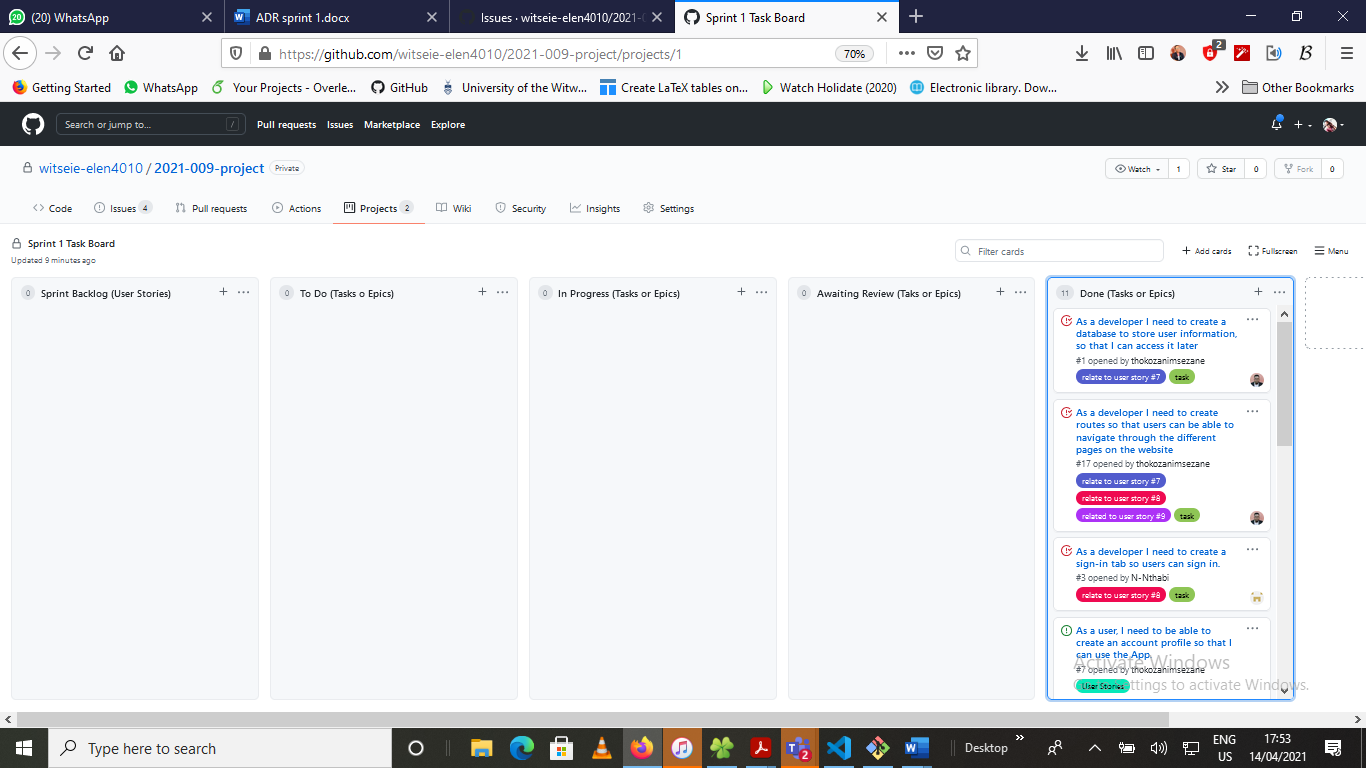 (20) WhatsApp
ADR sprint 1.docx
Issues · witseie-elen4010/2021-0
Sprint 1 Task Board
https://github.com/witseie-elen4010/2021-009-project/projects/1
70%
2
Getting Started
WhatsApp
Your Projects - Overle...
GitHub
University of the Witw...
Create LaTeX tables on...
Watch Holidate (2020)
Electronic library. Dow...
Other Bookmarks
Search or jump to...
/
Pull requests
Issues
Marketplace
Explore
witseie-elen4010 / 2021-009-project
Private
Watch
1
Star
0
Fork
0
Code
Issues 4
Pull requests
Actions
Projects 2
Wiki
Security
Insights
Settings
Sprint 1 Task Board
Updated 9 minutes ago
Filter cards
+ Add cards
Fullscreen
Menu
0 Sprint Backlog (User Stories)
0 To Do (Tasks o Epics)
0 In Progress (Tasks or Epics)
0 Awaiting Review (Taks or Epics)
11 Done (Tasks or Epics)
As a developer I need to create a
database to store user information,
so that I can access it later
#1 opened by thokozanimsezane
relate to user story #7 task
As a developer I need to create
routes so that users can be able to
navigate through the different
pages on the website
#17 opened by thokozanimsezane
relate to user story #7
relate to user story #8
related to user story #9 task
As a developer I need to create a
sign-in tab so users can sign in.
#3 opened by N-Nthabi
relate to user story #8 task
As a user, I need to be able to
create an account profile so that I
can use the App.
#7 opened by thokozanimsezane
User Stories
Activate Windows
ttings to activate Windows.
Type here to search
2
Desktop
ENG
US
17:53
14/04/2021